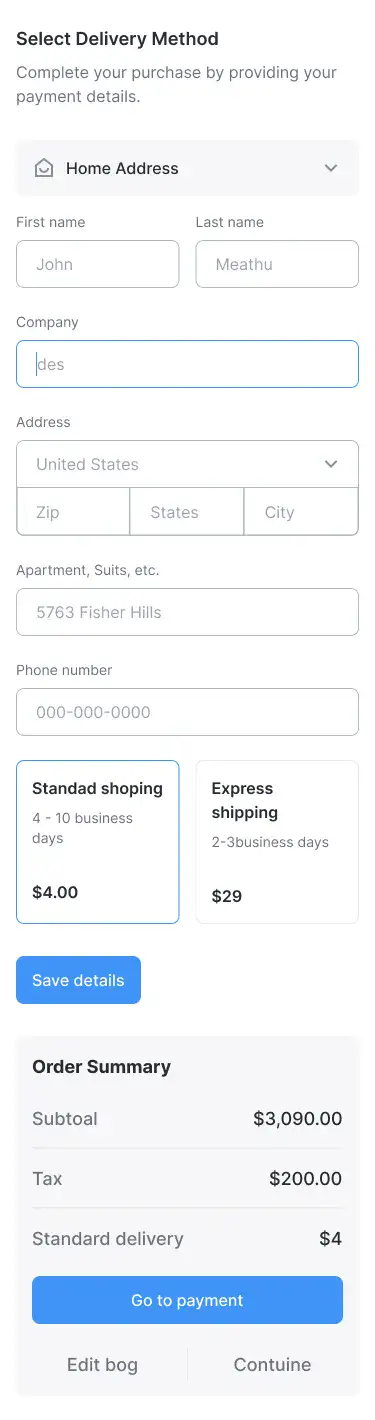 Select Delivery Method
Complete your purchase by providing your
payment details.
Home Address
First name
Last name
John
Meathu
Company
des
Address
United States
Zip
States
City
Apartment, Suits, etc.
5763 Fisher Hills
Phone number
000-000-0000
Standad shoping
4 - 10 business
days
$4.00
Express
shipping
2-3business days
$29
Save details
Order Summary
Subtoal
$3,090.00
Tax
$200.00
Standard delivery
$4
Go to payment
Edit bog
Contuine